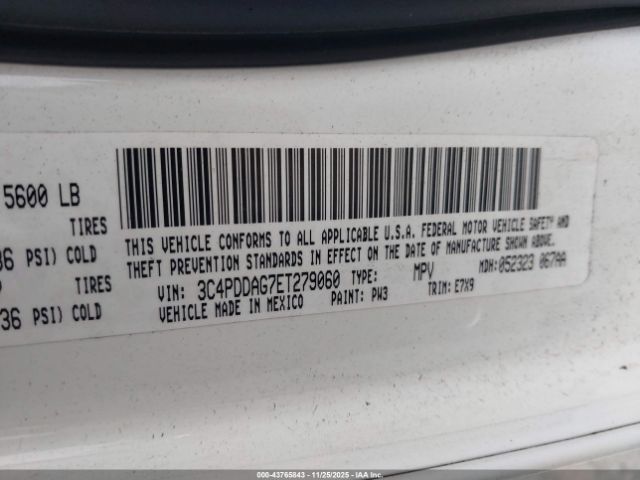 5600 LB
TIRES
36 PSI) COLD
TIRES
36 PSI) COLD
THIS VEHICLE CONFORMS TO ALL APPLICABLE U.S.A. FEDERAL MOTOR VEHICLE SAFETY AND
THEFT PREVENTION STANDARDS IN EFFECT ON THE DATE OF MANUFACTURE SHOWN ABOVE.
VIN: 3C4PDDAG7ET279060 TYPE: MPV MDH: 052323 067AA
VEHICLE MADE IN MEXICO PAINT: PW3 TRIM: E7X9
000-43765843 | 11/25/2025 | COPART/IAA